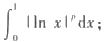 ∫₀¹ |ln x|ᵖ dx;